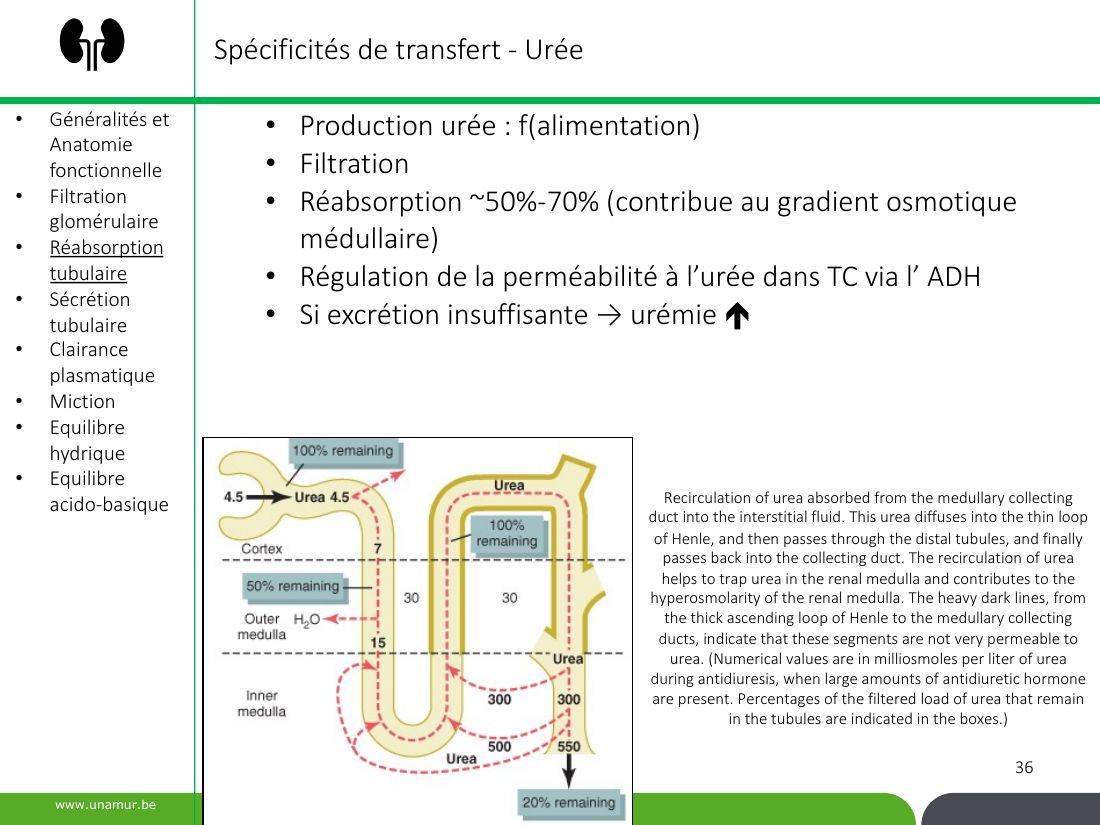 Spécificités de transfert - Urée
• Généralités et
Anatomie
fonctionnelle
• Filtration
glomérulaire
• Réabsorption
tubulaire
• Sécrétion
tubulaire
• Clairance
plasmatique
• Miction
• Equilibre
hydrique
• Equilibre
acido-basique
• Production urée : f(alimentation)
• Filtration
• Réabsorption ~50%-70% (contribue au gradient osmotique
médullaire)
• Régulation de la perméabilité à l’urée dans TC via l’ ADH
• Si excrétion insuffisante → urémie ↑
100% remaining
4.5
Urea 4.5
Urea
100%
remaining
Cortex
7
50% remaining
30
30
Outer
medulla
H₂O
15
Urea
Inner
medulla
300
300
500
550
Urea
20% remaining
Recirculation of urea absorbed from the medullary collecting
duct into the interstitial fluid. This urea diffuses into the thin loop
of Henle, and then passes through the distal tubules, and finally
passes back into the collecting duct. The recirculation of urea
helps to trap urea in the renal medulla and contributes to the
hyperosmolarity of the renal medulla. The heavy dark lines, from
the thick ascending loop of Henle to the medullary collecting
ducts, indicate that these segments are not very permeable to
urea. (Numerical values are in milliosmoles per liter of urea
during antidiuresis, when large amounts of antidiuretic hormone
are present. Percentages of the filtered load of urea that remain
in the tubules are indicated in the boxes.)
36
www.unamur.be